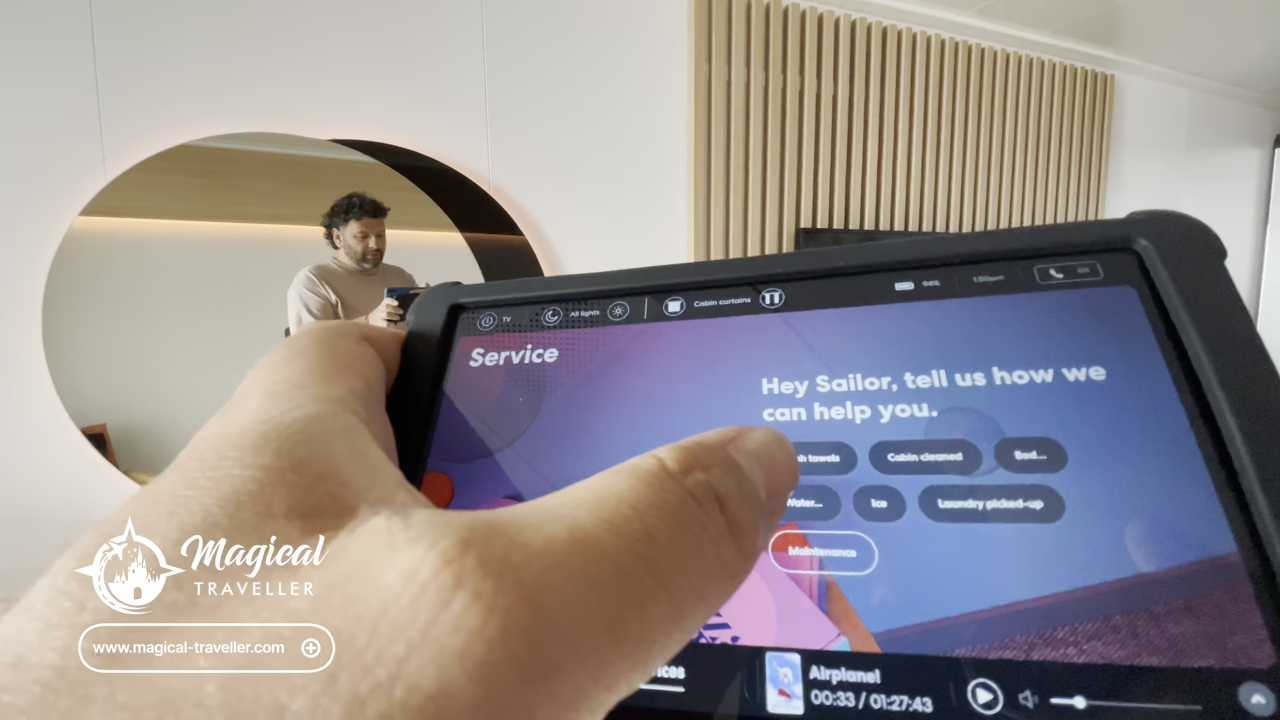 TV
All lights
Cabin curtains
Service
Hey Sailor, tell us how we
can help you.
towels
Cabin cleaned
Bed...
Water...
Ice
Laundry picked-up
Maintenance
Airplane!
00:33 / 01:27:43
Magical
TRAVELLER
www.magical-traveller.com